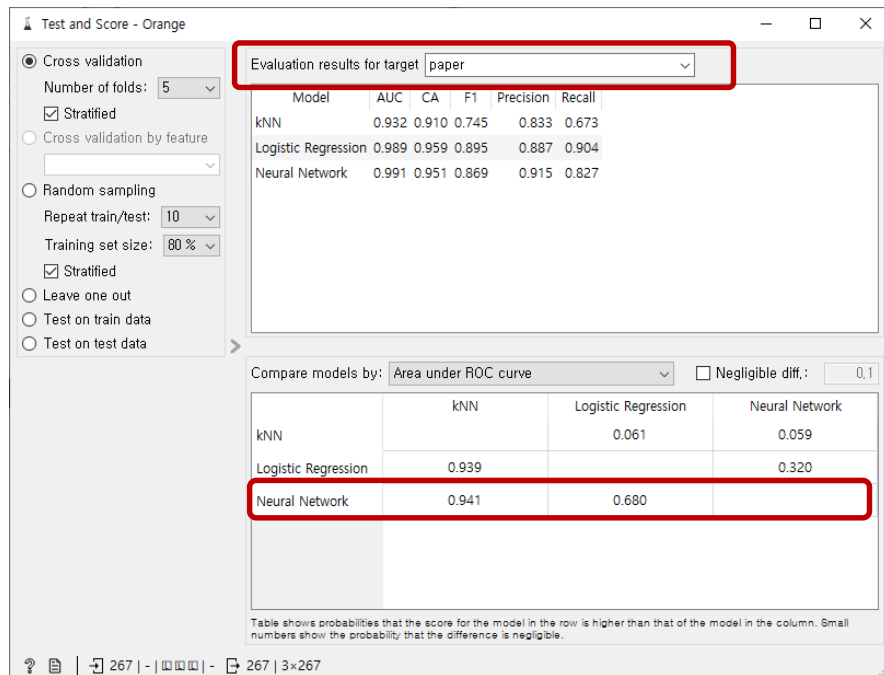 Test and Score - Orange
Cross validation
Number of folds: 5
Stratified
Cross validation by feature
Random sampling
Repeat train/test: 10
Training set size: 80 %
Stratified
Leave one out
Test on train data
Test on test data
Evaluation results for target paper
Model AUC CA F1 Precision Recall
kNN 0.932 0.910 0.745 0.833 0.673
Logistic Regression 0.989 0.959 0.895 0.887 0.904
Neural Network 0.991 0.951 0.869 0.915 0.827
Compare models by: Area under ROC curve Negligible diff.: 0,1
kNN Logistic Regression Neural Network
kNN 0.061 0.059
Logistic Regression 0.939 0.320
Neural Network 0.941 0.680
Table shows probabilities that the score for the model in the row is higher than that of the model in the column. Small
numbers show the probability that the difference is negligible.
267 | - | - 267 | 3×267